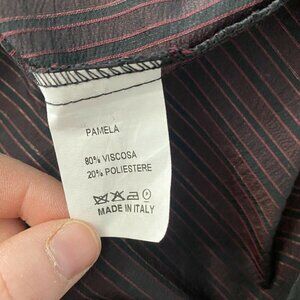 PAMELA
80% VISCOSA
20% POLIESTERE
MADE IN ITALY